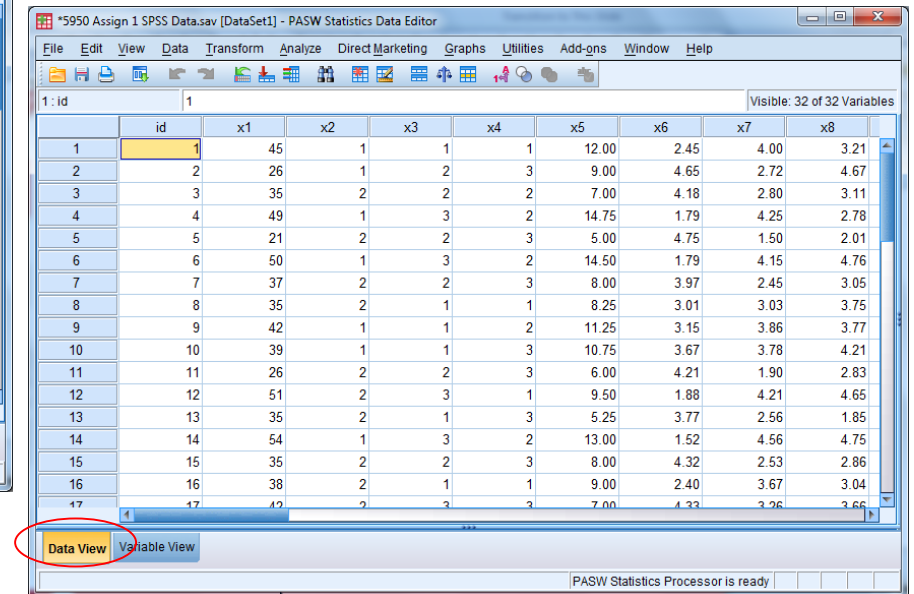 *5950 Assign 1 SPSS Data.sav [DataSet1] - PASW Statistics Data Editor
File Edit View Data Transform Analyze Direct Marketing Graphs Utilities Add-ons Window Help
1 : id 1 Visible: 32 of 32 Variables
id x1 x2 x3 x4 x5 x6 x7 x8
1 1 45 1 1 1 12.00 2.45 4.00 3.21
2 2 26 1 2 3 9.00 4.65 2.72 4.67
3 3 35 2 2 2 7.00 4.18 2.80 3.11
4 4 49 1 3 2 14.75 1.79 4.25 2.78
5 5 21 2 2 3 5.00 4.75 1.50 2.01
6 6 50 1 3 2 14.50 1.79 4.15 4.76
7 7 37 2 2 3 8.00 3.97 2.45 3.05
8 8 35 2 1 1 8.25 3.01 3.03 3.75
9 9 42 1 1 2 11.25 3.15 3.86 3.77
10 10 39 1 1 3 10.75 3.67 3.78 4.21
11 11 26 2 2 3 6.00 4.21 1.90 2.83
12 12 51 2 3 1 9.50 1.88 4.21 4.65
13 13 35 2 1 3 5.25 3.77 2.56 1.85
14 14 54 1 3 2 13.00 1.52 4.56 4.75
15 15 35 2 2 3 8.00 4.32 2.53 2.86
16 16 38 2 1 1 9.00 2.40 3.67 3.04
17 17 42 2 3 3 7.00 4.33 3.26 3.66
Data View Variable View
PASW Statistics Processor is ready